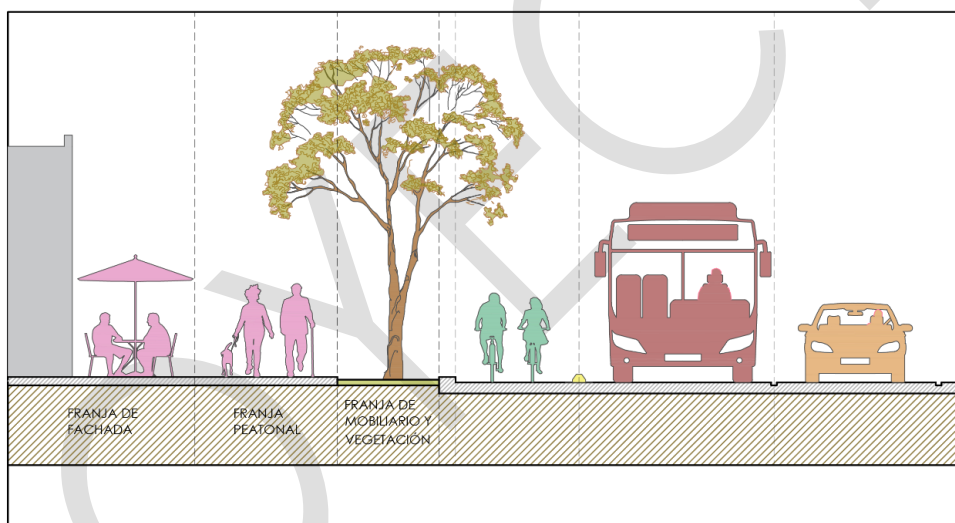 FRANJA DE
FACHADA
FRANJA
PEATONAL
FRANJA DE
MOBILIARIO Y
VEGETACIÓN